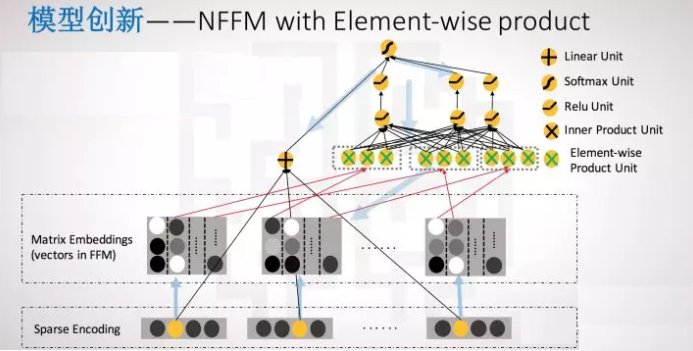 模型创新——NFFM with Element-wise product
Linear Unit
Softmax Unit
Relu Unit
Inner Product Unit
Element-wise
Product Unit
Matrix Embeddings
(vectors in FFM)
Sparse Encoding